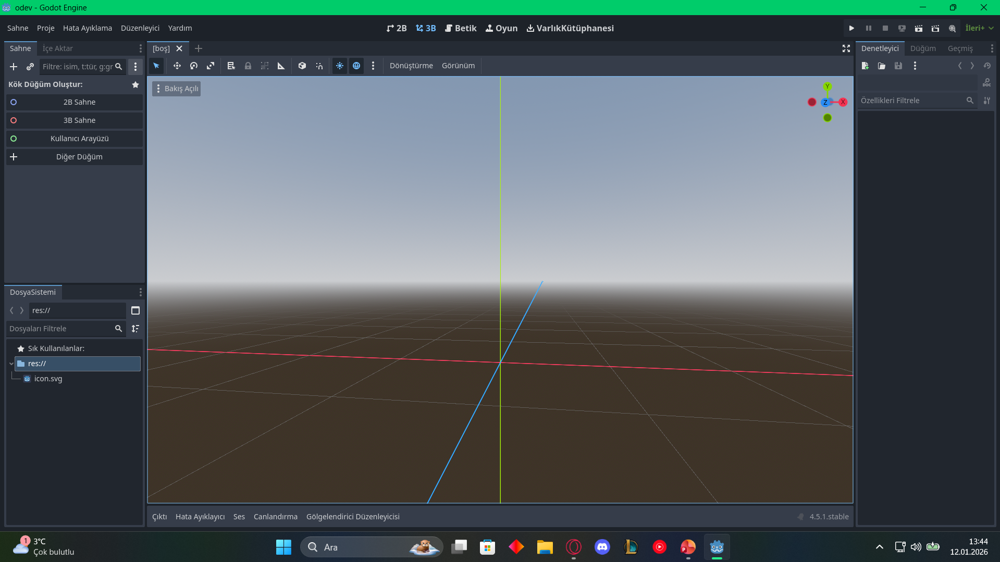 odev - Godot Engine
Sahne Proje Hata Ayıklama Düzenleyici Yardım
2B 3B Betik Oyun VarlıkKütüphanesi
İleri+
Sahne İçe Aktar
[boş]
Denetleyici Düğüm Geçmiş
Filtre: isim, t:tür, g:gr
Dönüştürme Görünüm
Kök Düğüm Oluştur:
Bakış Açılı
Y
Z
X
DOC
Özellikleri Filtrele
2B Sahne
3B Sahne
Kullanıcı Arayüzü
Diğer Düğüm
DosyaSistemi
res://
Dosyaları Filtrele
Sık Kullanılanlar:
res://
icon.svg
Çıktı Hata Ayıklayıcı Ses Canlandırma Gölgelendirici Düzenleyicisi
4.5.1.stable
1
3°C
Çok bulutlu
Ara
P
13:44
12.01.2026